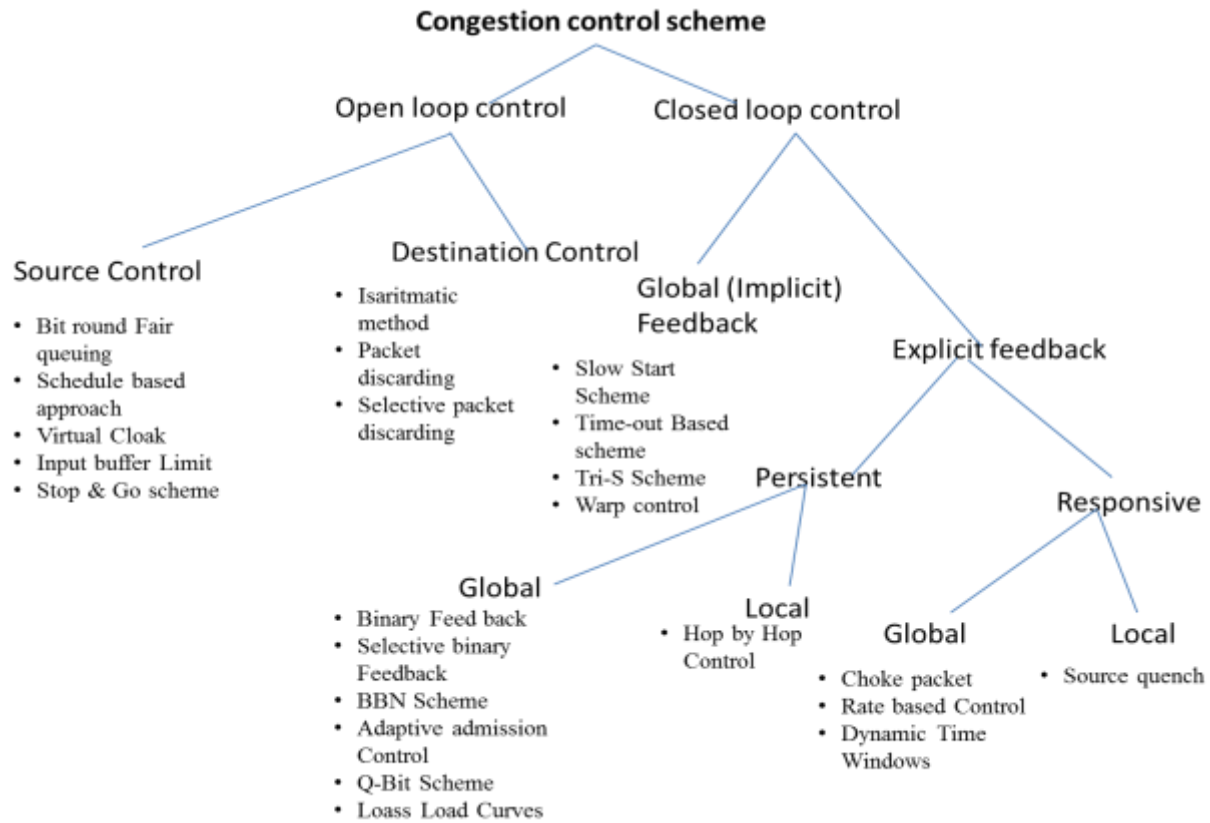 Congestion control scheme
Open loop control
Closed loop control
Source Control
• Bit round Fair
queuing
• Schedule based
approach
• Virtual Cloak
• Input buffer Limit
• Stop & Go scheme
Destination Control
• Isaritmatic
method
• Packet
discarding
• Selective packet
discarding
Global (Implicit)
Feedback
• Slow Start
Scheme
• Time-out Based
scheme
• Tri-S Scheme
• Warp control
Explicit feedback
Persistent
Responsive
Global
• Binary Feed back
• Selective binary
Feedback
• BBN Scheme
• Adaptive admission
Control
• Q-Bit Scheme
• Loass Load Curves
Local
• Hop by Hop
Control
Global
• Choke packet
• Rate based Control
• Dynamic Time
Windows
Local
• Source quench